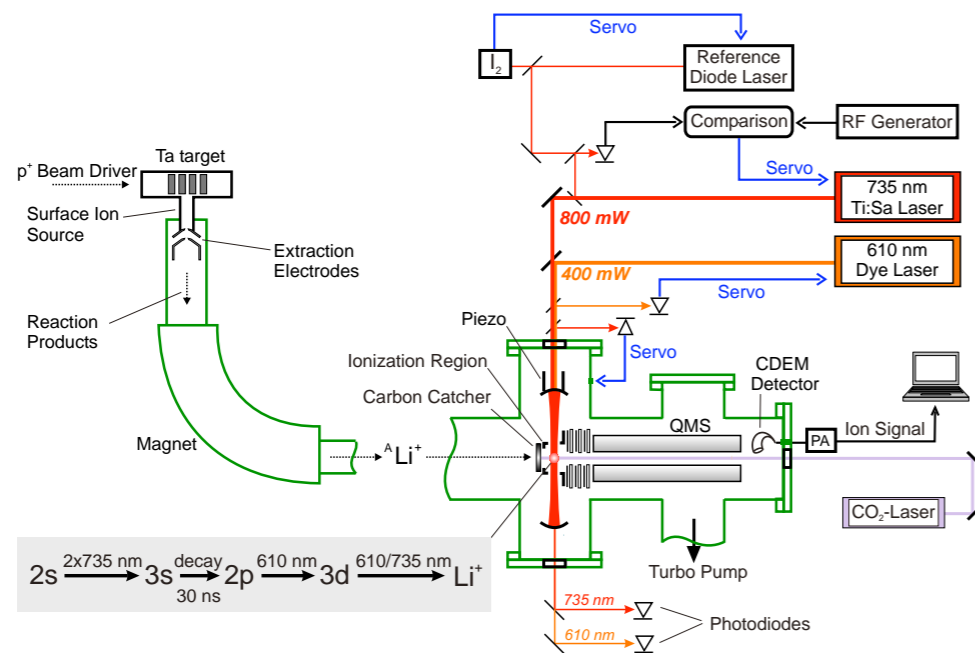 Servo
I2
Reference
Diode Laser
Comparison
RF Generator
Servo
Ta target
p+ Beam Driver
Surface Ion
Source
Extraction
Electrodes
Reaction
Products
Magnet
735 nm
Ti:Sa Laser
800 mW
610 nm
Dye Laser
400 mW
Servo
Piezo
Servo
Ionization Region
Carbon Catcher
CDEM
Detector
QMS
PA
Ion Signal
ALi+
CO2-Laser
Turbo Pump
2s 2x735 nm 3s decay 30 ns 2p 610 nm 3d 610/735 nm Li+
735 nm
610 nm
Photodiodes